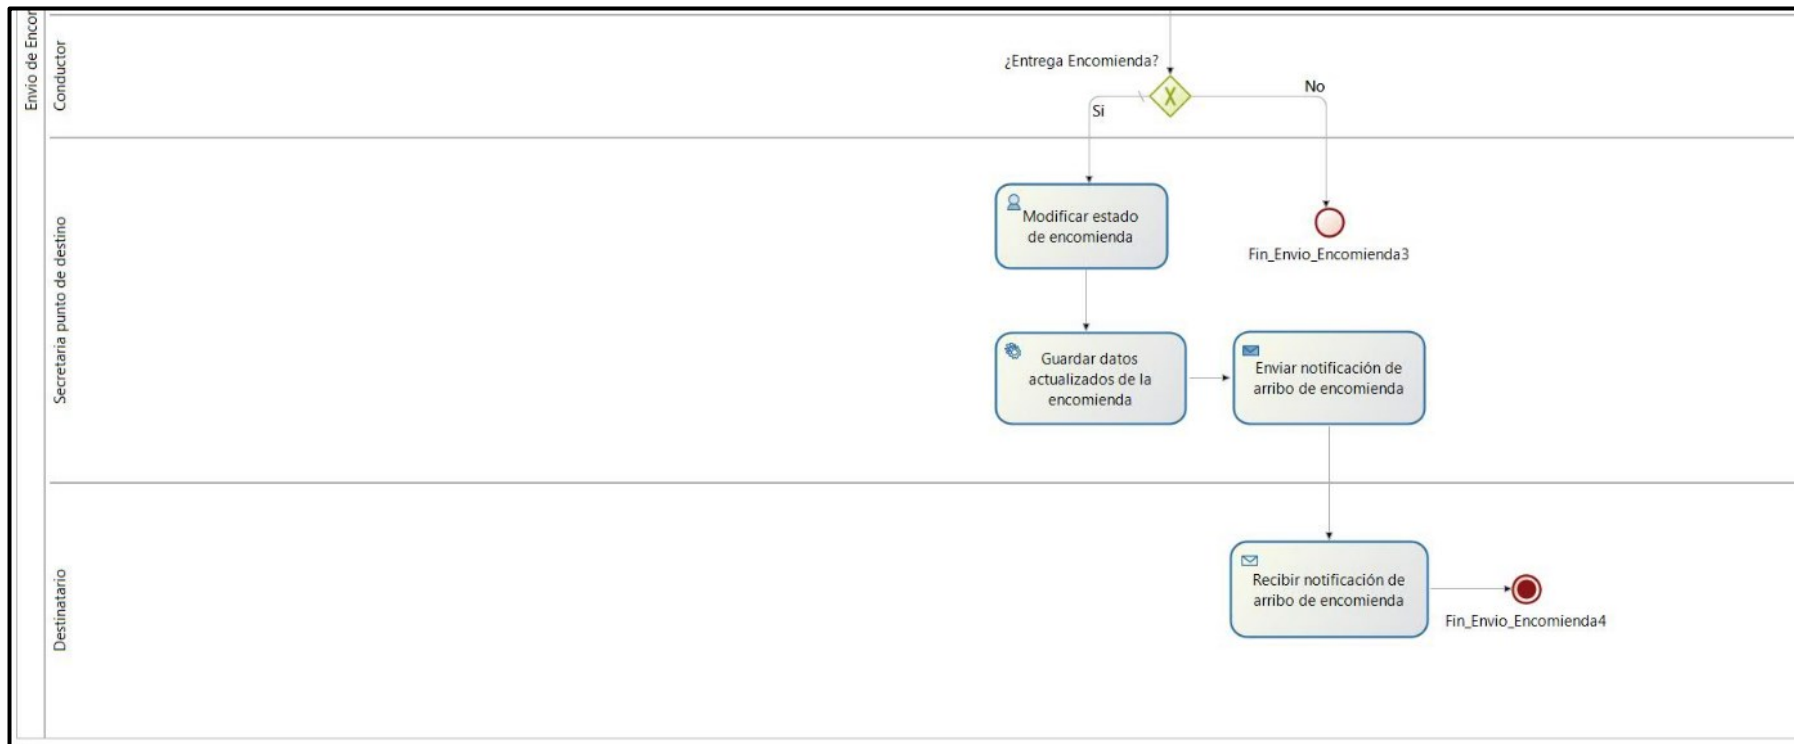 Envio de Encor
Conductor
¿Entrega Encomienda?
Si
No
Secretaria punto de destino
Modificar estado
de encomienda
Fin_Envio_Encomienda3
Guardar datos
actualizados de la
encomienda
Enviar notificación de
arribo de encomienda
Destinatario
Recibir notificación de
arribo de encomienda
Fin_Envio_Encomienda4